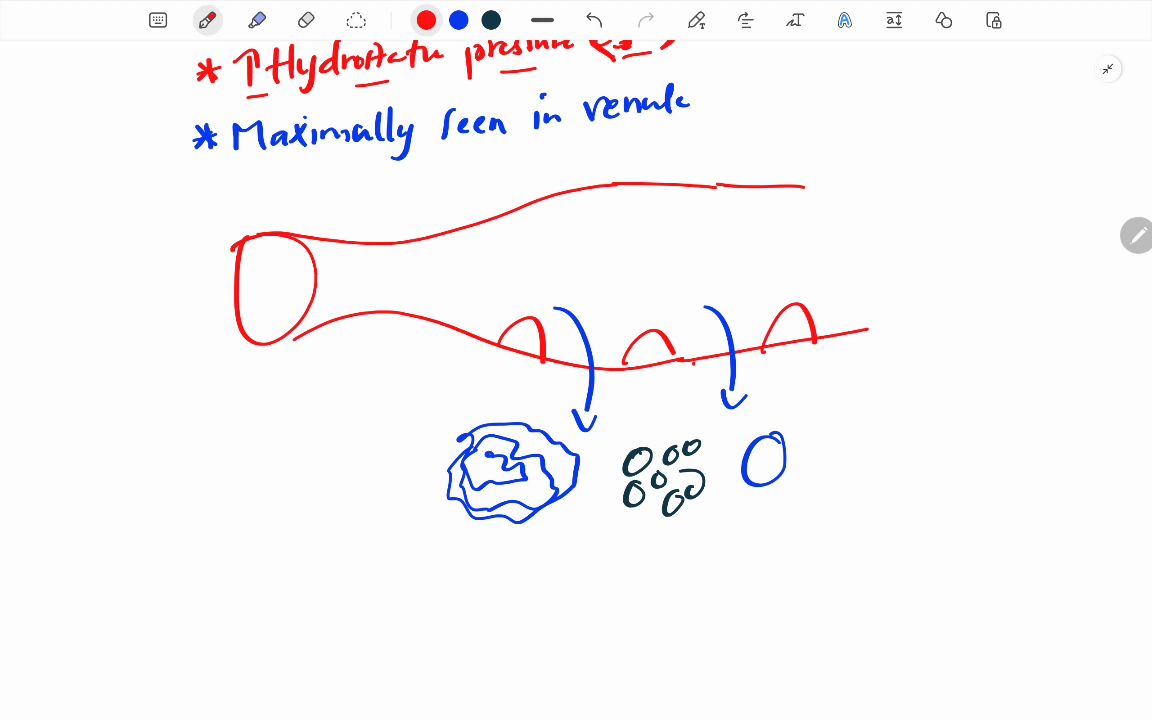 * ↑Hydrostatic pressure
* Maximally seen in venule